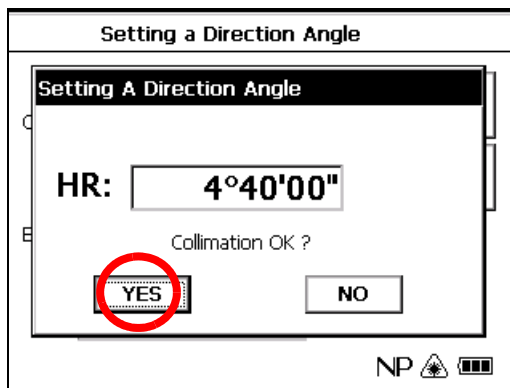 Setting a Direction Angle
Setting A Direction Angle
HR: 4°40'00"
Collimation OK ?
YES NO
NP